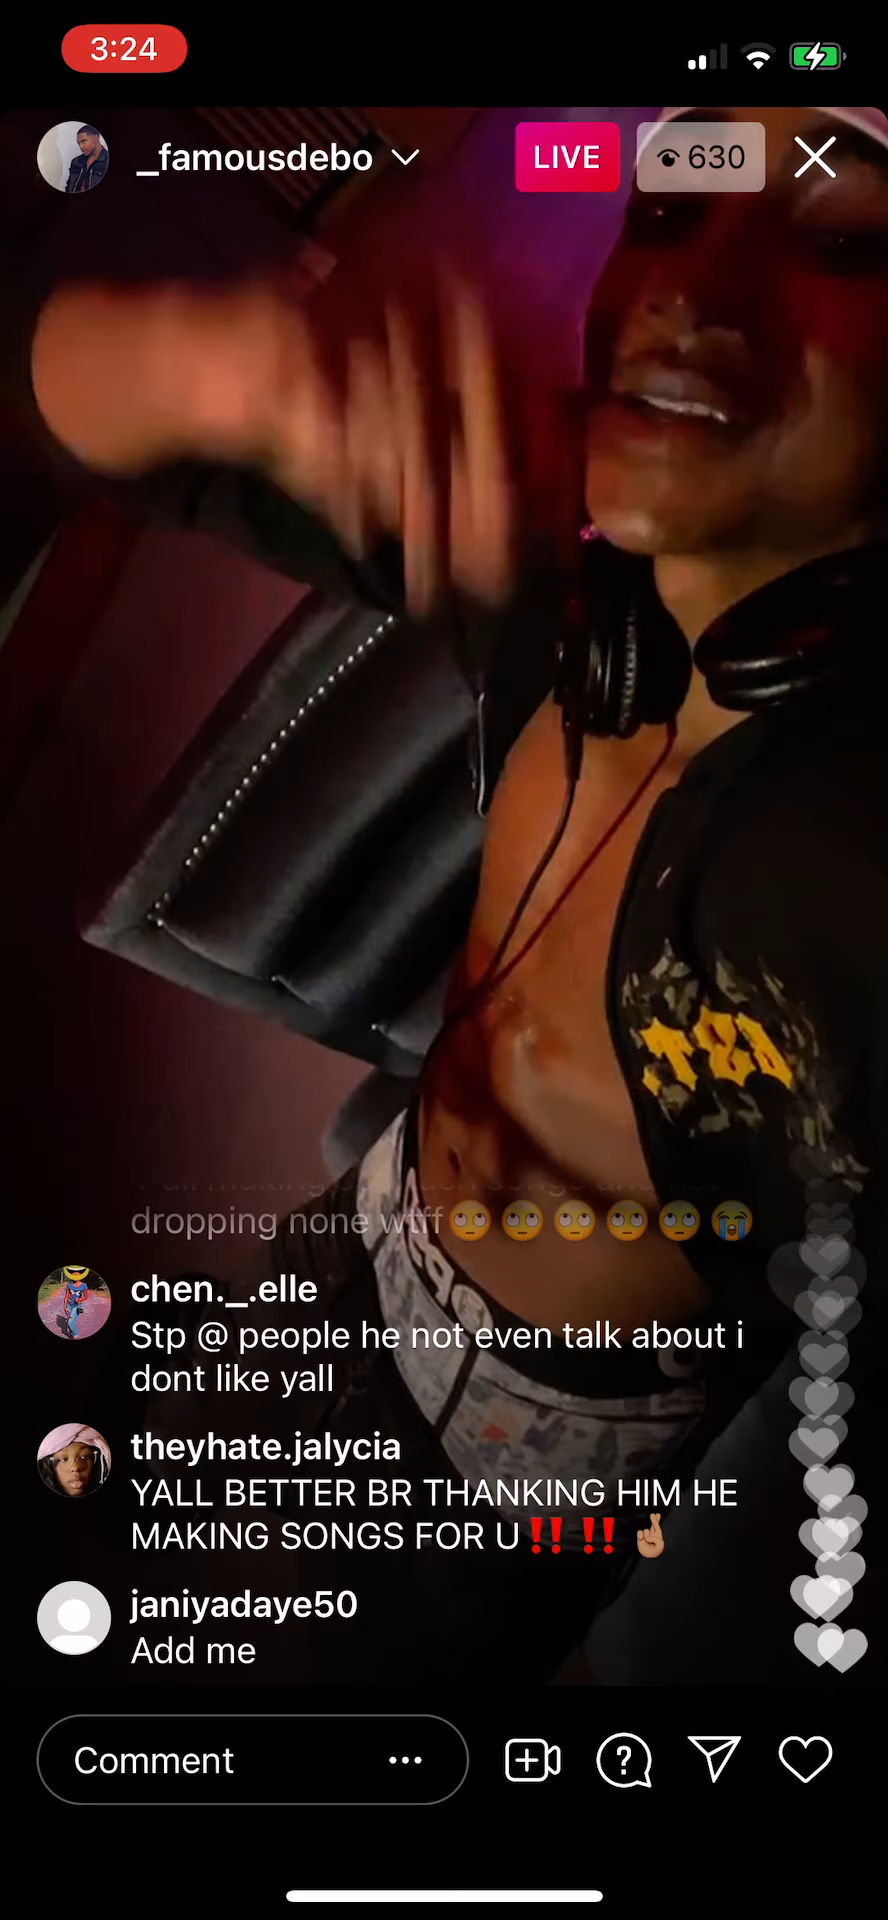 3:24
_famousdebo
LIVE
630
dropping none wtff🙄🙄🙄🙄🙄😭
chen._.elle
Stp @ people he not even talk about i
dont like yall
theyhate.jalycia
YALL BETTER BR THANKING HIM HE
MAKING SONGS FOR U‼️ ‼️ 🤞🏽
janiyadaye50
Add me
Comment